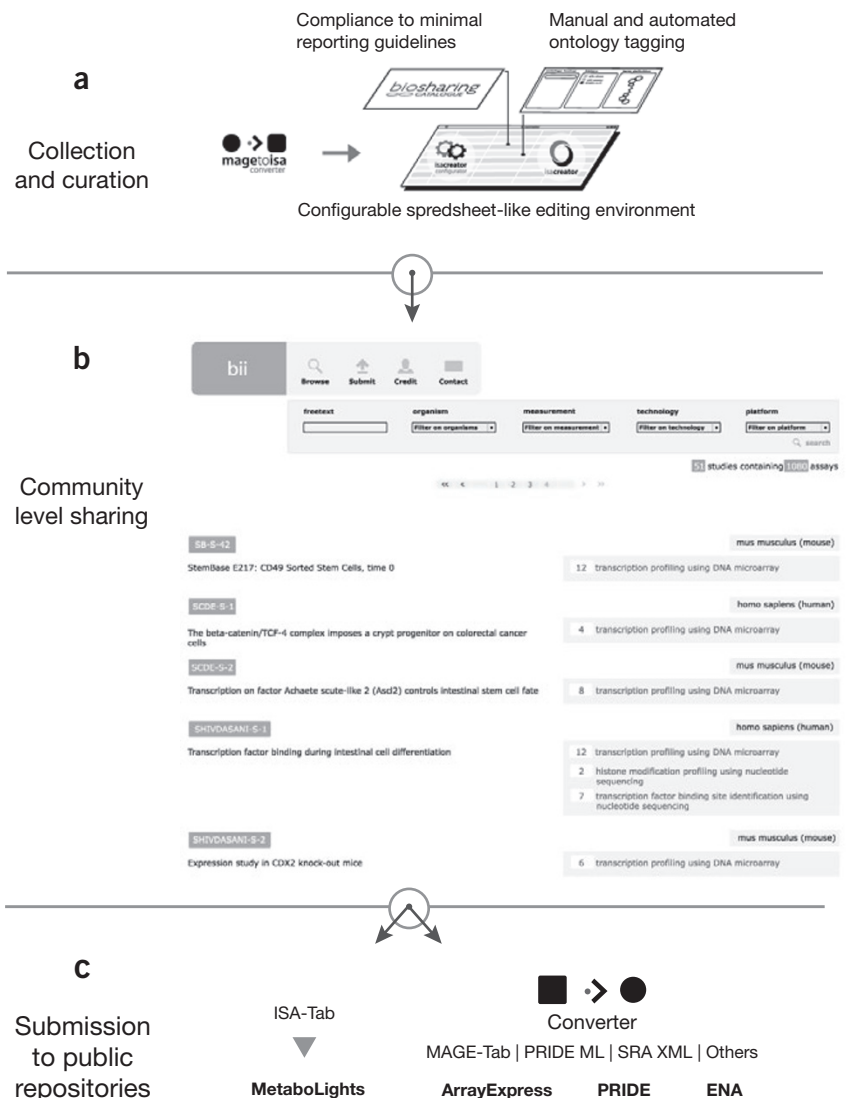 Compliance to minimal
reporting guidelines
Manual and automated
ontology tagging
a
Collection
and curation
magetoisa
converter
biosharing
CATALOGUE
isacreator
configurator
isacreator
Configurable spredsheet-like editing environment
b
Community
level sharing
bii
Browse Submit Credit Contact
freetext organism measurement technology platform
Filter on organisms Filter on measurement Filter on technology Filter on platform
search
51 studies containing 1080 assays
«« « 1 2 3 4 > »
SB-S-42 mus musculus (mouse)
StemBase E217: CD49 Sorted Stem Cells, time 0 12 transcription profiling using DNA microarray
SCDE-S-1 homo sapiens (human)
The beta-catenin/TCF-4 complex imposes a crypt progenitor on colorectal cancer
cells
4 transcription profiling using DNA microarray
SCDE-S-2 mus musculus (mouse)
Transcription on factor Achaete scute-like 2 (Ascl2) controls intestinal stem cell fate 8 transcription profiling using DNA microarray
SHIVDASANI-S-1 homo sapiens (human)
Transcription factor binding during intestinal cell differentiation 12 transcription profiling using DNA microarray
2 histone modification profiling using nucleotide
sequencing
7 transcription factor binding site identification using
nucleotide sequencing
SHIVDASANI-S-2 mus musculus (mouse)
Expression study in CDX2 knock-out mice 6 transcription profiling using DNA microarray
c
Submission
to public
repositories
ISA-Tab
MetaboLights
Converter
MAGE-Tab | PRIDE ML | SRA XML | Others
ArrayExpress PRIDE ENA